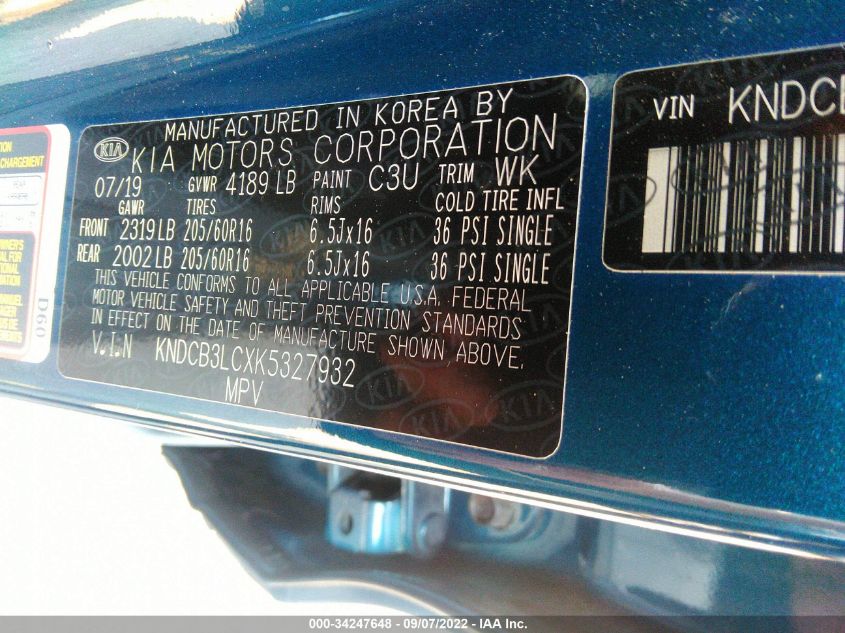 MANUFACTURED IN KOREA BY
KIA KIA MOTORS CORPORATION
07/19 GVWR 4189 LB PAINT C3U TRIM WK
GAWR TIRES RIMS COLD TIRE INFL
FRONT 2319 LB 205/60R16 6.5Jx16 36 PSI SINGLE
REAR 2002 LB 205/60R16 6.5Jx16 36 PSI SINGLE
THIS VEHICLE CONFORMS TO ALL APPLICABLE U.S.A. FEDERAL
MOTOR VEHICLE SAFETY AND THEFT PREVENTION STANDARDS
IN EFFECT ON THE DATE OF MANUFACTURE SHOWN ABOVE.
V.I.N KNDCB3LCXK5327932
MPV
VIN KNDCB
CHARGEMENT
D60
000-34247648 - 09/07/2022 - IAA Inc.